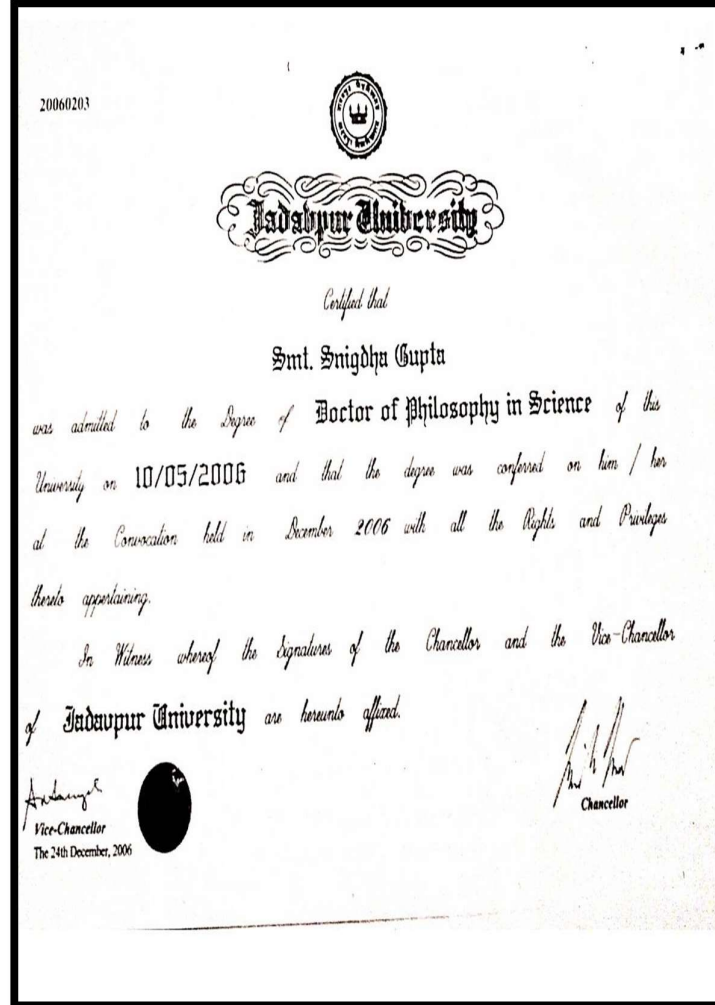 20060203
Jadavpur University
Certified that
Smt. Snigdha Gupta
was admitted to the Degree of Doctor of Philosophy in Science of this
University on 10/05/2006 and that the degree was conferred on him / her
at the Convocation held in December 2006 with all the Rights and Privileges
thereto appertaining.
In Witness whereof the Signatures of the Chancellor and the Vice-Chancellor
of Jadavpur University are hereunto affixed.
Vice-Chancellor
Chancellor
The 24th December, 2006